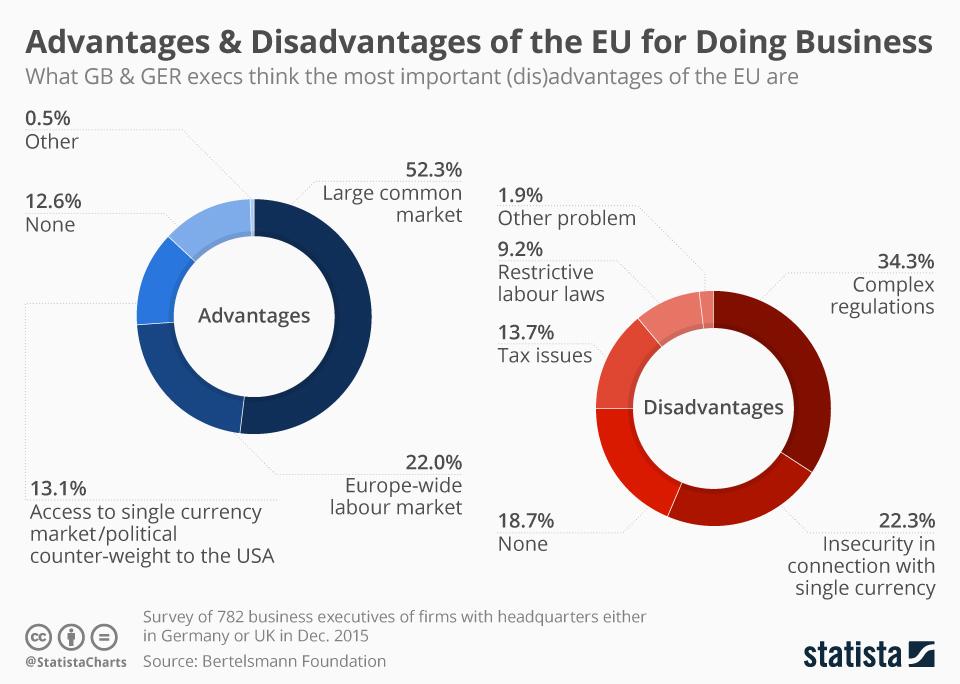 Advantages & Disadvantages of the EU for Doing Business
What GB & GER execs think the most important (dis)advantages of the EU are
0.5%
Other
12.6%
None
52.3%
Large common
market
Advantages
22.0%
Europe-wide
labour market
13.1%
Access to single currency
market/political
counter-weight to the USA
1.9%
Other problem
9.2%
Restrictive
labour laws
13.7%
Tax issues
34.3%
Complex
regulations
Disadvantages
18.7%
None
22.3%
Insecurity in
connection with
single currency
Survey of 782 business executives of firms with headquarters either
in Germany or UK in Dec. 2015
cc
@StatistaCharts
Source: Bertelsmann Foundation
statista